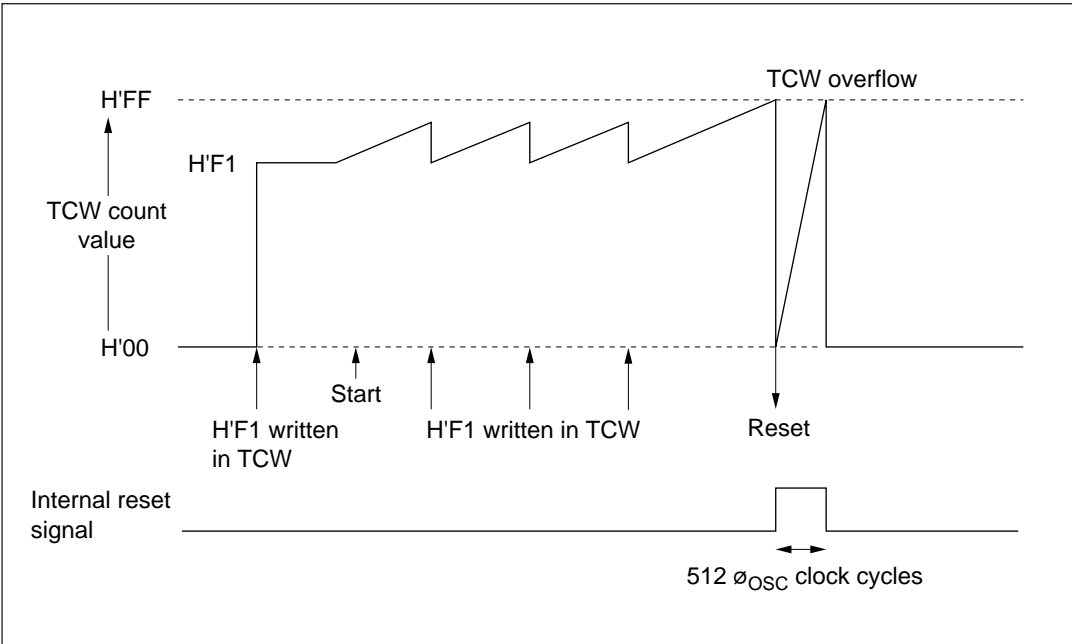 TCW overflow
H'FF
H'F1
TCW count
value
H'00
Start
H'F1 written
in TCW
H'F1 written in TCW
Reset
Internal reset
signal
512 øOSC clock cycles